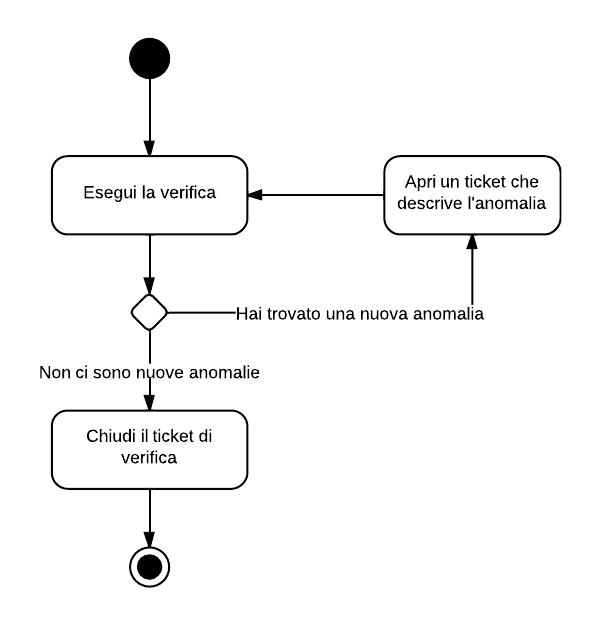 Esegui la verifica
Apri un ticket che
descrive l'anomalia
Hai trovato una nuova anomalia
Non ci sono nuove anomalie
Chiudi il ticket di
verifica